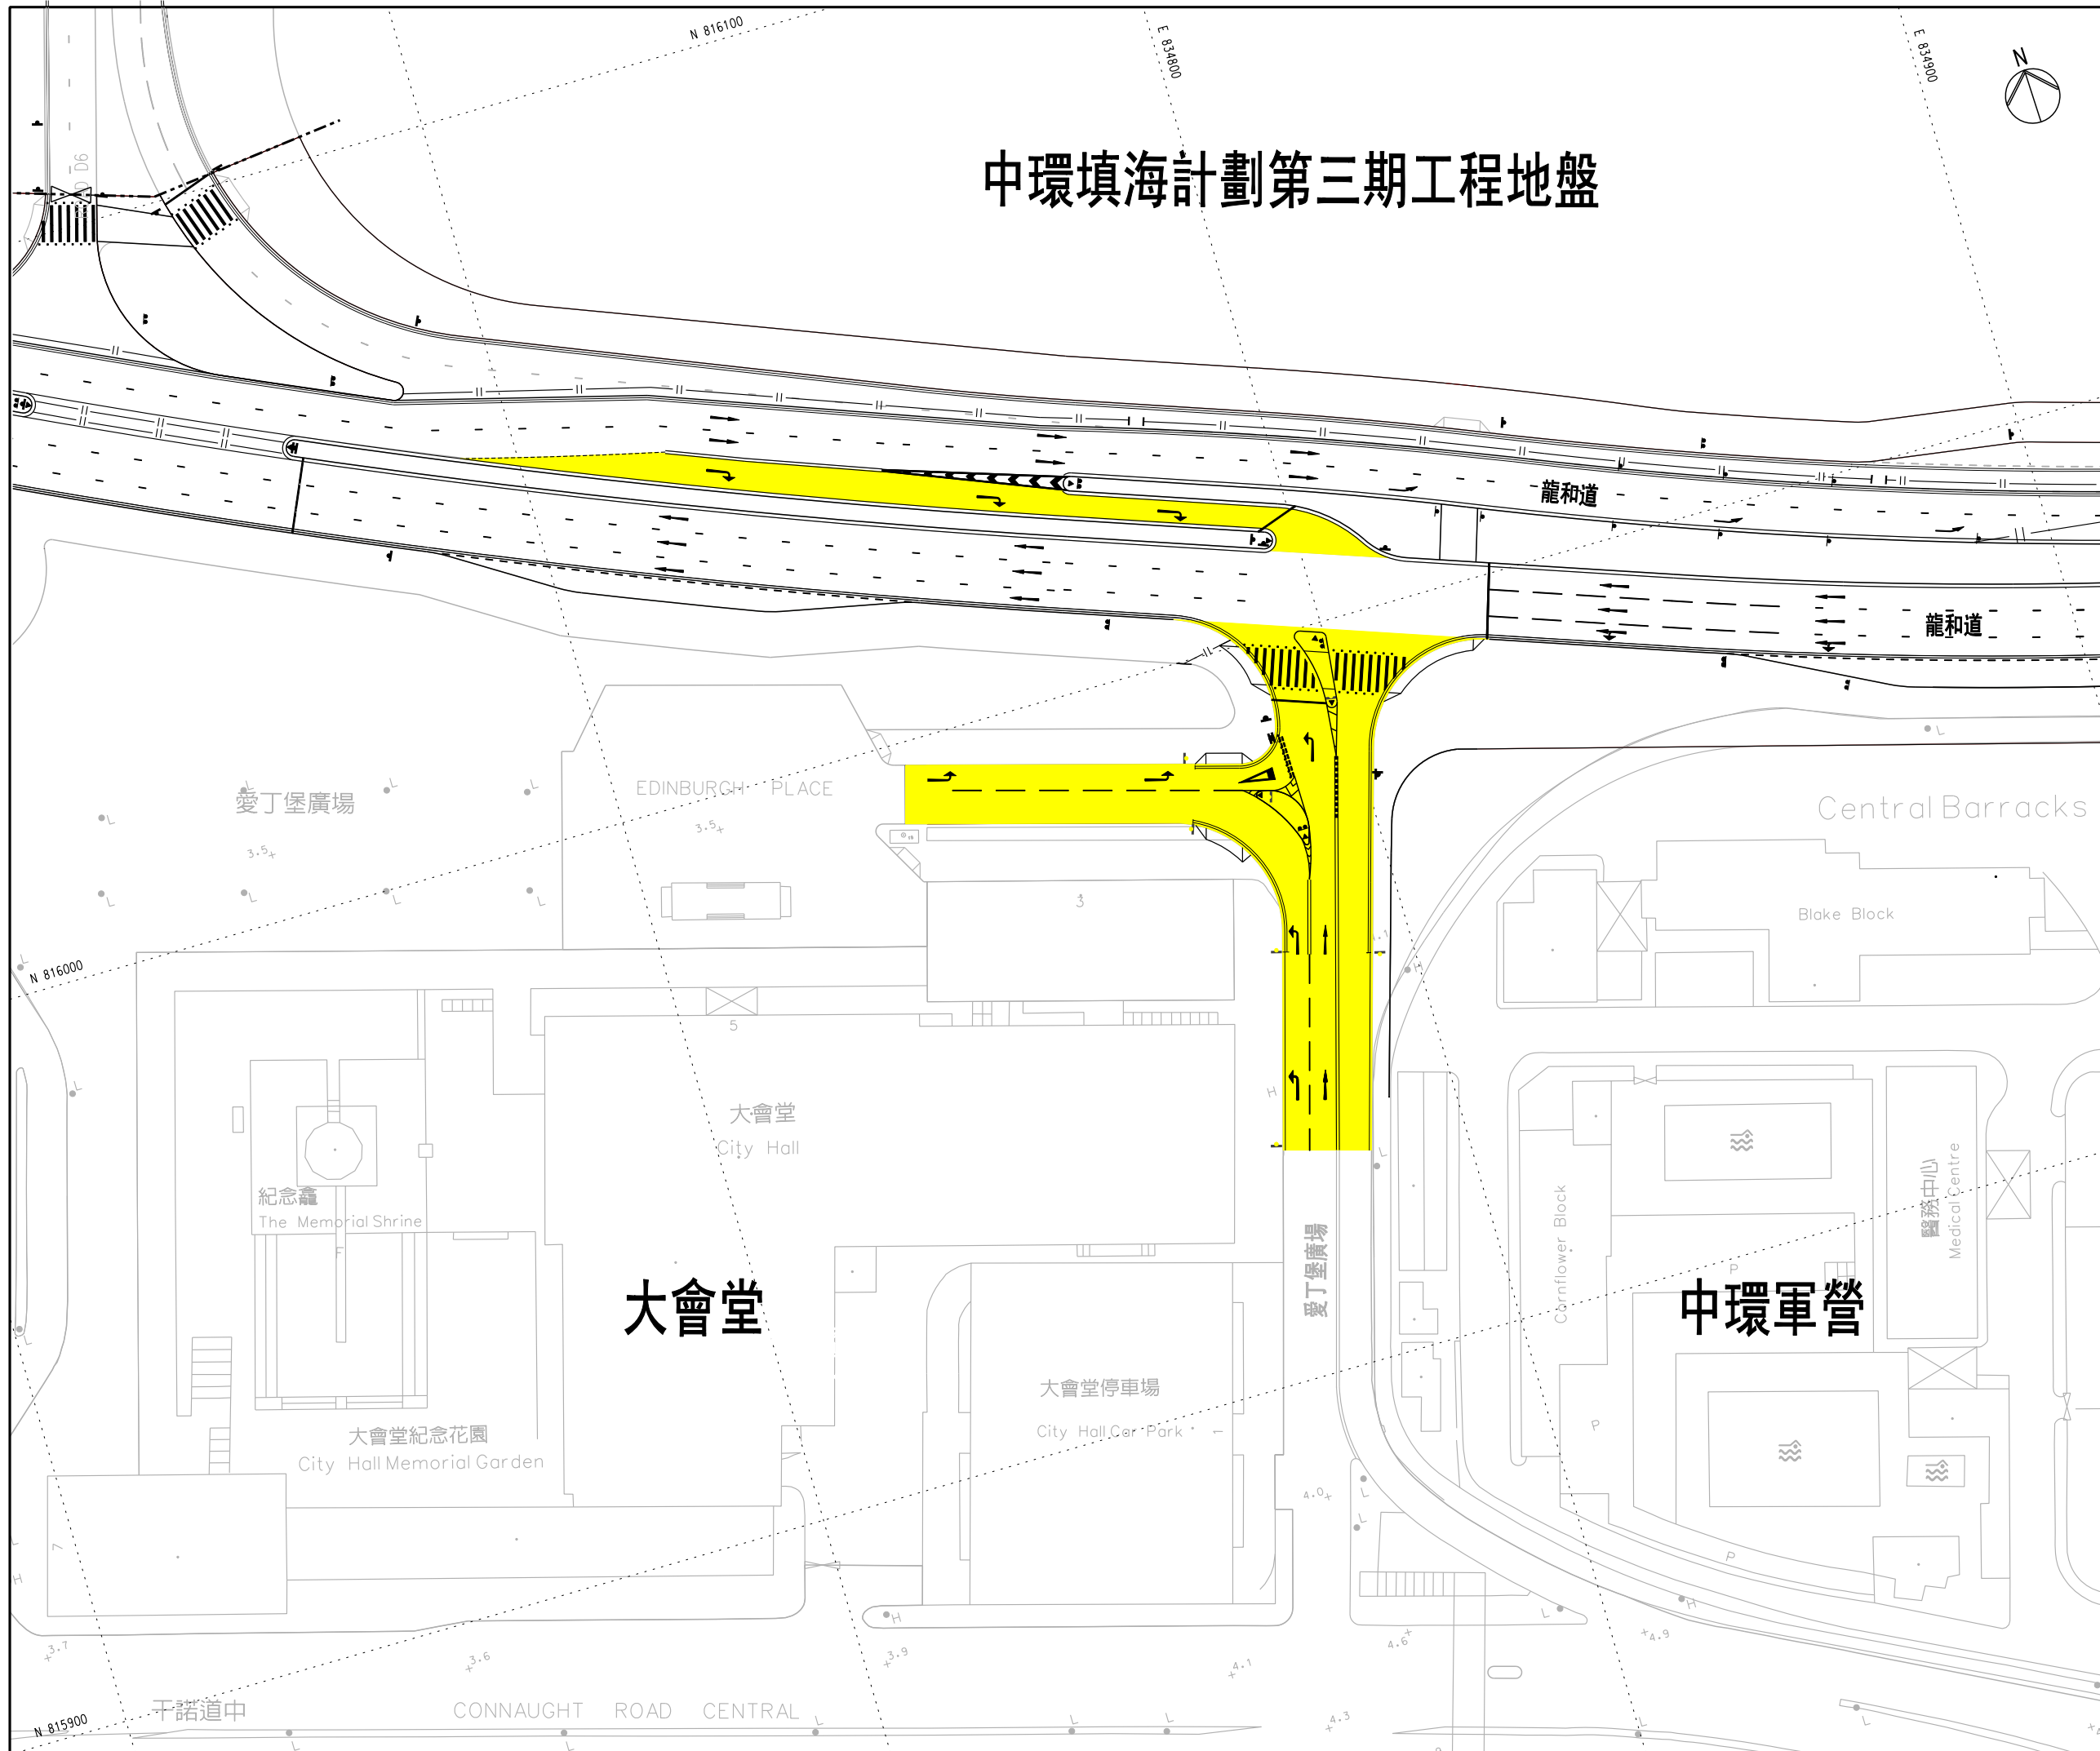 N 816100
E 834800
E 834900
N
中環填海計劃第三期工程地盤
D6
龍和道
龍和道
愛丁堡廣場
EDINBURGH PLACE
3.5
3.5
Central Barracks
Blake Block
3
N 816000
5
大會堂
City Hall
紀念龕
The Memorial Shrine
F
愛丁堡廣場
Cornflower Block
醫務中心
Medical Centre
大會堂
中環軍營
P
P
P
大會堂停車場
City Hall Car Park
1
大會堂紀念花園
City Hall Memorial Garden
7
4.0
3.7
3.6
3.9
4.1
4.6
4.9
4.3
干諾道中
CONNAUGHT ROAD CENTRAL
N 815900